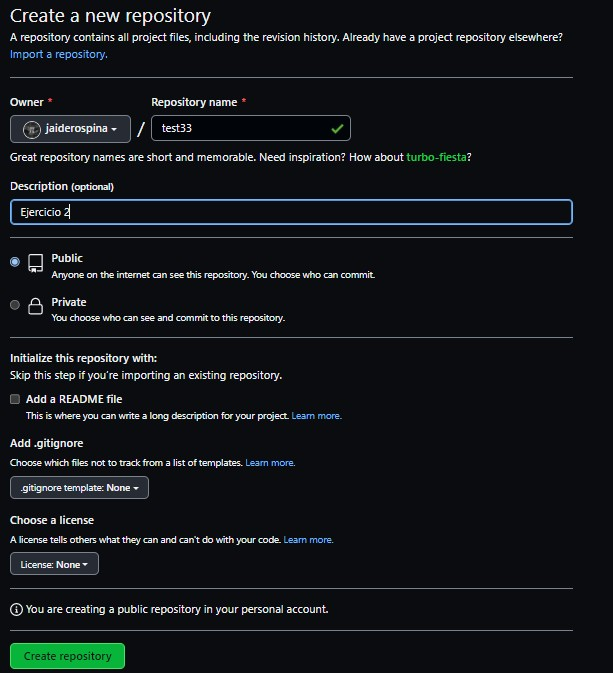 Create a new repository
A repository contains all project files, including the revision history. Already have a project repository elsewhere?
Import a repository.
Owner * Repository name *
jaiderospina / test33
Great repository names are short and memorable. Need inspiration? How about turbo-fiesta?
Description (optional)
Ejercicio 2
Public
Anyone on the internet can see this repository. You choose who can commit.
Private
You choose who can see and commit to this repository.
Initialize this repository with:
Skip this step if you're importing an existing repository.
Add a README file
This is where you can write a long description for your project. Learn more.
Add .gitignore
Choose which files not to track from a list of templates. Learn more.
.gitignore template: None
Choose a license
A license tells others what they can and can't do with your code. Learn more.
License: None
You are creating a public repository in your personal account.
Create repository